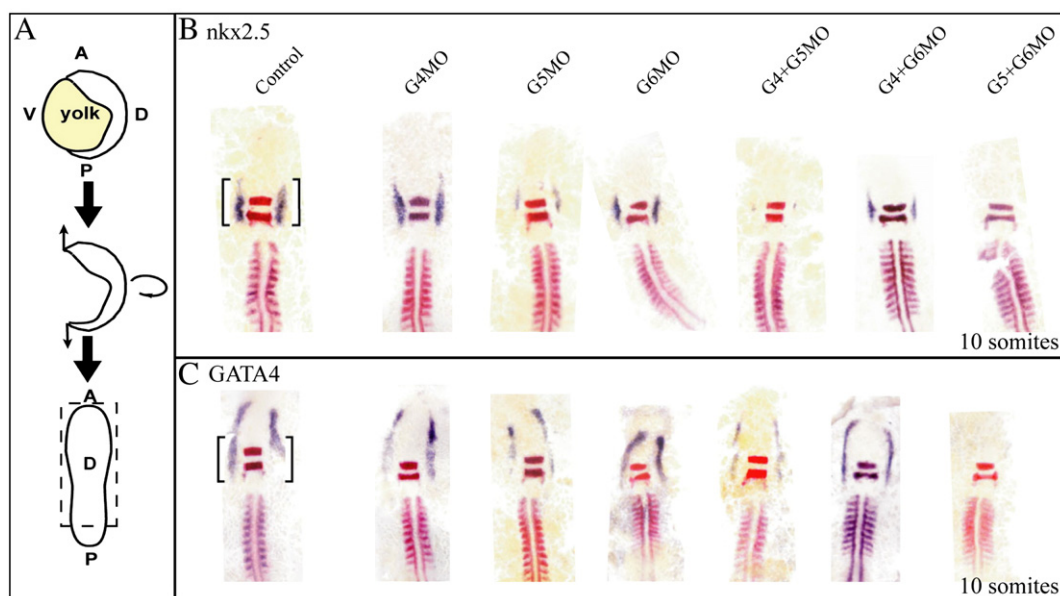 A
A
V yolk D
P
A
D
P
B nkx2.5
Control G4MO G5MO G6MO G4+G5MO G4+G6MO G5+G6MO
10 somites
C GATA4
10 somites